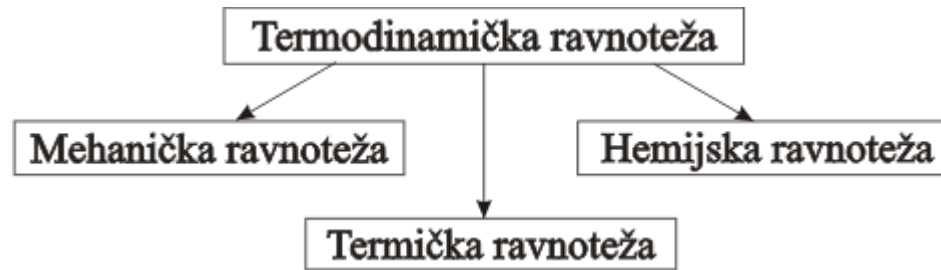 Termodinamička ravnoteža
Mehanička ravnoteža
Hemijska ravnoteža
Termička ravnoteža